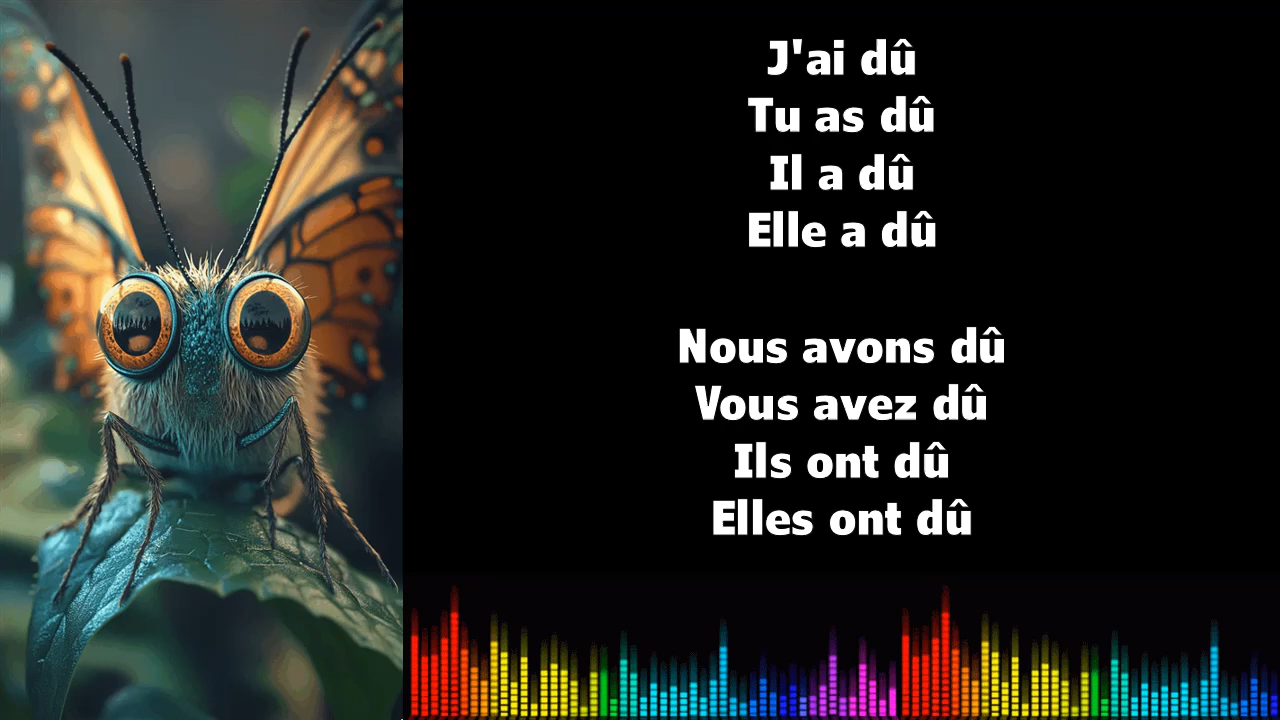 J'ai dû
Tu as dû
Il a dû
Elle a dû
Nous avons dû
Vous avez dû
Ils ont dû
Elles ont dû